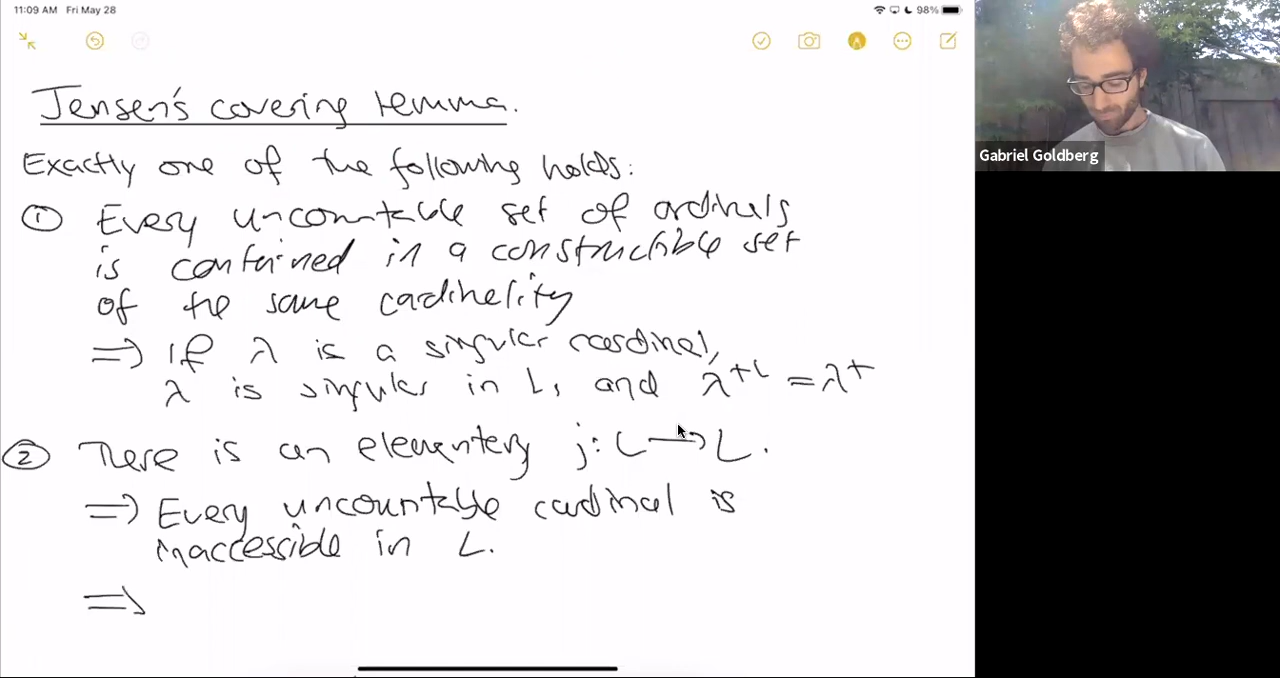 11:09 AM Fri May 28
98%
Jensen's covering lemma.
Gabriel Goldberg
Exactly one of the following holds:
① Every uncountable set of ordinals
is contained in a constructible set
of the same cardinality
⇒ If λ is a singular cardinal,
λ is singular in L, and λ⁺ᴸ = λ⁺
② There is an elementary j: L → L.
⇒ Every uncountable cardinal is
inaccessible in L.
⇒